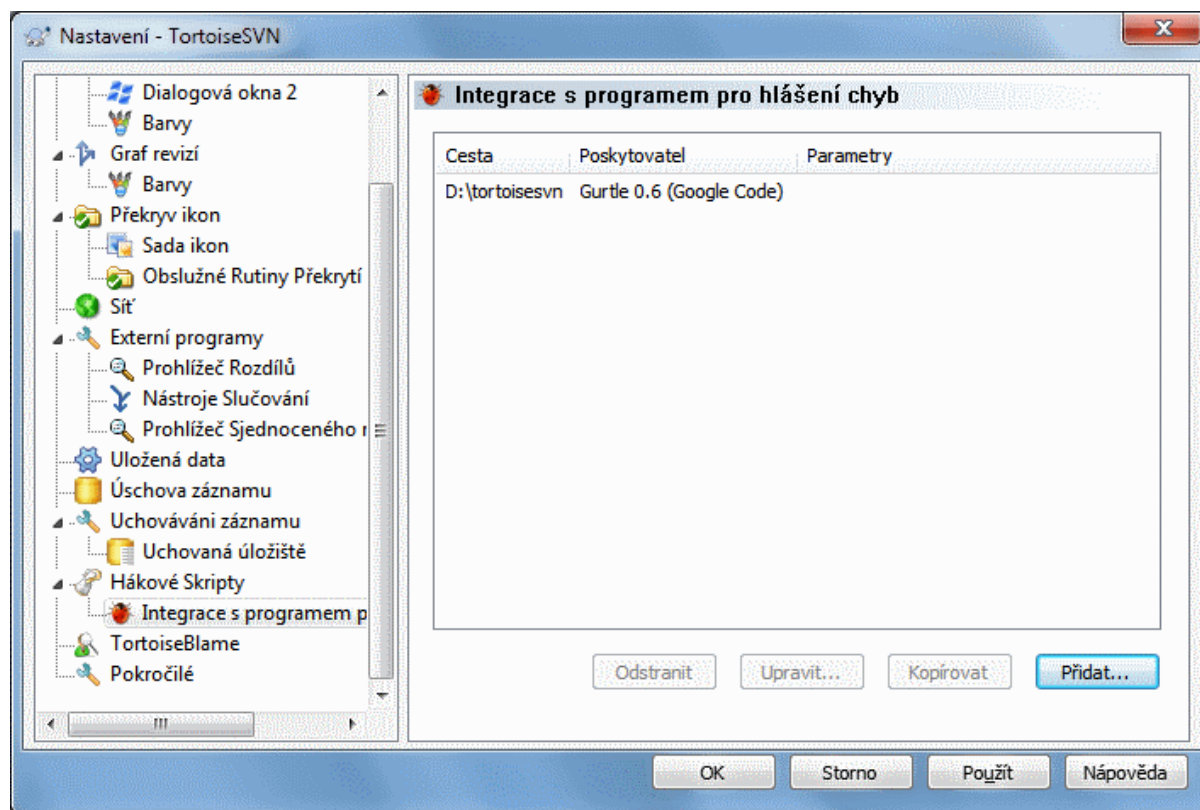 Nastavení - TortoiseSVN
Dialogová okna 2
Barvy
Graf revizí
Barvy
Překryv ikon
Sada ikon
Obslužné Rutiny Překrytí
Síť
Externí programy
Prohlížeč Rozdílů
Nástroje Slučování
Prohlížeč Sjednoceného r
Uložená data
Úschova záznamu
Uchováváni záznamu
Uchovaná úložiště
Hákové Skripty
Integrace s programem p
TortoiseBlame
Pokročilé
Integrace s programem pro hlášení chyb
Cesta Poskytovatel Parametry
D:\tortoisesvn Gurtle 0.6 (Google Code)
Odstranit Upravit... Kopírovat Přidat...
OK Storno Použít Nápověda